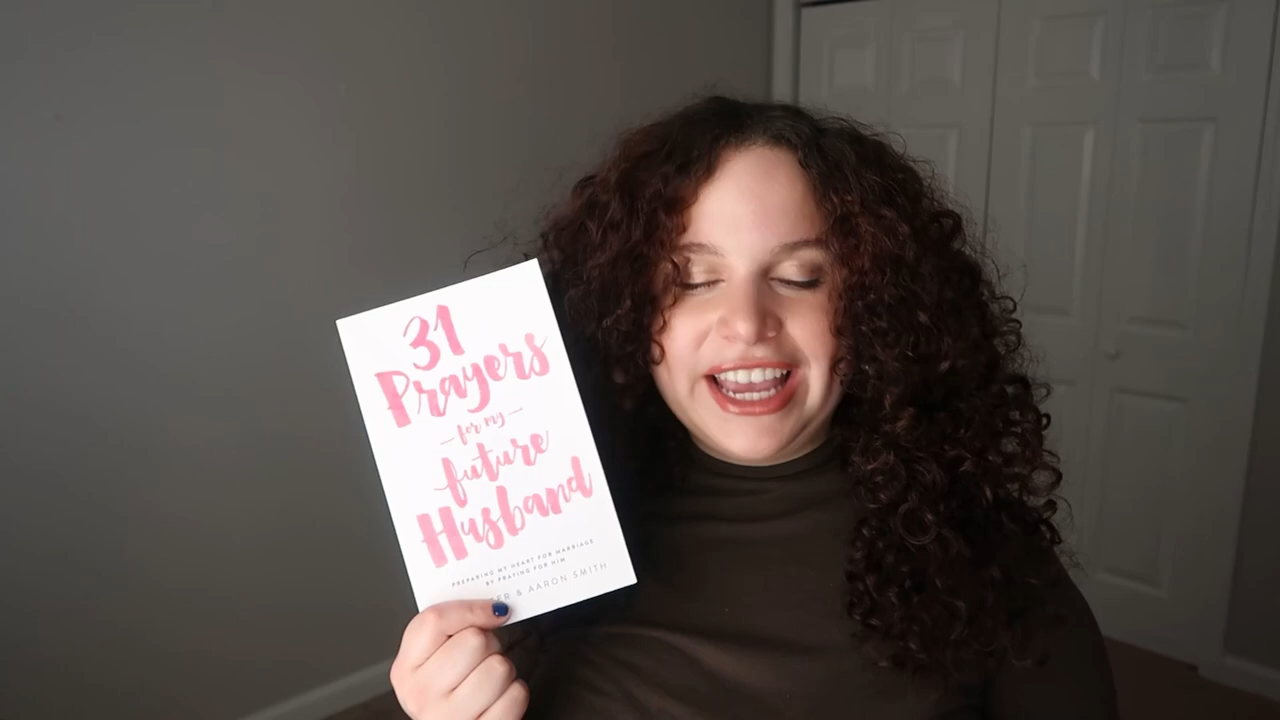 31
Prayers
— for my —
future
Husband
PREPARING MY HEART FOR MARRIAGE
BY PRAYING FOR HIM
& AARON SMITH